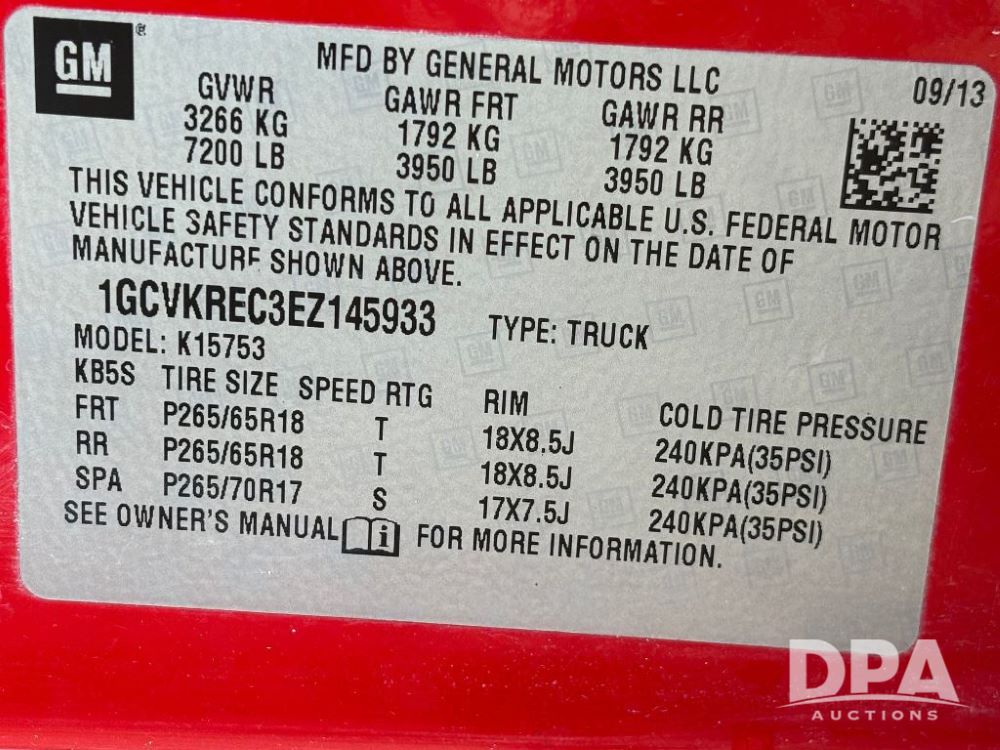 GM®
MFD BY GENERAL MOTORS LLC
09/13
GVWR GAWR FRT GAWR RR
3266 KG 1792 KG 1792 KG
7200 LB 3950 LB 3950 LB
THIS VEHICLE CONFORMS TO ALL APPLICABLE U.S. FEDERAL MOTOR
VEHICLE SAFETY STANDARDS IN EFFECT ON THE DATE OF
MANUFACTURE SHOWN ABOVE.
1GCVKREC3EZ145933 TYPE: TRUCK
MODEL: K15753
KB5S TIRE SIZE SPEED RTG RIM COLD TIRE PRESSURE
FRT P265/65R18 T 18X8.5J 240KPA(35PSI)
RR P265/65R18 T 18X8.5J 240KPA(35PSI)
SPA P265/70R17 S 17X7.5J 240KPA(35PSI)
SEE OWNER'S MANUAL i FOR MORE INFORMATION.
DPA
AUCTIONS